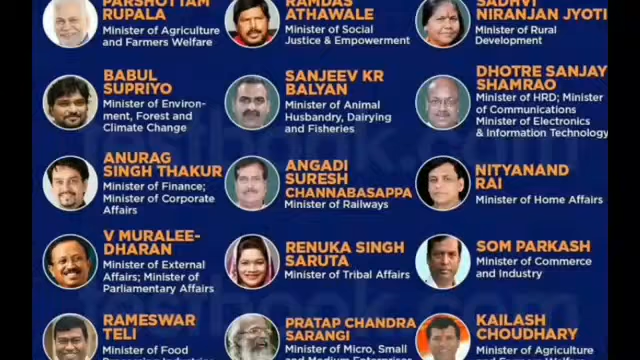 PARSHOTTAM
RUPALA
Minister of Agriculture
and Farmers Welfare
RAMDAS
ATHAWALE
Minister of Social
Justice & Empowerment
SADHVI
NIRANJAN JYOTI
Minister of Rural
Development
BABUL
SUPRIYO
Minister of Environ-
ment, Forest and
Climate Change
SANJEEV KR
BALYAN
Minister of Animal
Husbandry, Dairying
and Fisheries
DHOTRE SANJAY
SHAMRAO
Minister of HRD; Minister
of Communications
Minister of Electronics
& Information Technology
ANURAG
SINGH THAKUR
Minister of Finance;
Minister of Corporate
Affairs
ANGADI
SURESH
CHANNABASAPPA
Minister of Railways
NITYANAND
RAI
Minister of Home Affairs
V MURALEE-
DHARAN
Minister of External
Affairs; Minister of
Parliamentary Affairs
RENUKA SINGH
SARUTA
Minister of Tribal Affairs
SOM PARKASH
Minister of Commerce
and Industry
RAMESWAR
TELI
Minister of Food
PRATAP CHANDRA
SARANGI
Minister of Micro, Small
and Medium Enterprises
KAILASH
CHOUDHARY
Minister of Agriculture